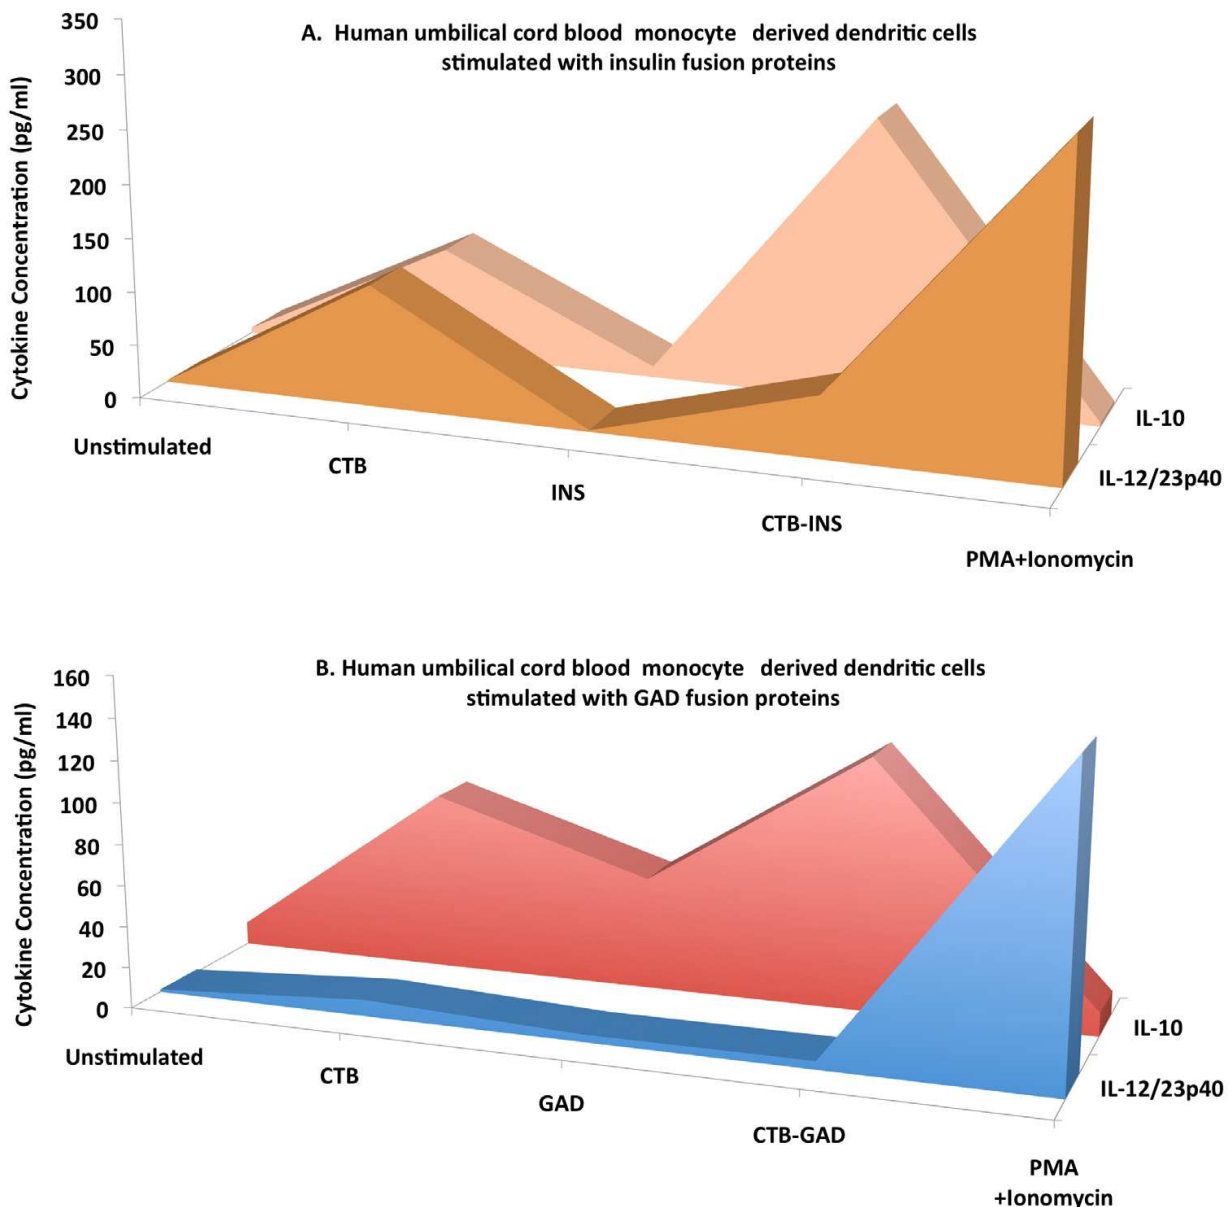 A. Human umbilical cord blood monocyte derived dendritic cells
stimulated with insulin fusion proteins
Cytokine Concentration (pg/ml)
350
300
250
200
150
100
50
0
Unstimulated
CTB
INS
CTB-INS
PMA+Ionomycin
IL-10
IL-12/23p40
B. Human umbilical cord blood monocyte derived dendritic cells
stimulated with GAD fusion proteins
Cytokine Concentration (pg/ml)
160
140
120
100
80
60
40
20
0
Unstimulated
CTB
GAD
CTB-GAD
PMA
+Ionomycin
IL-10
IL-12/23p40